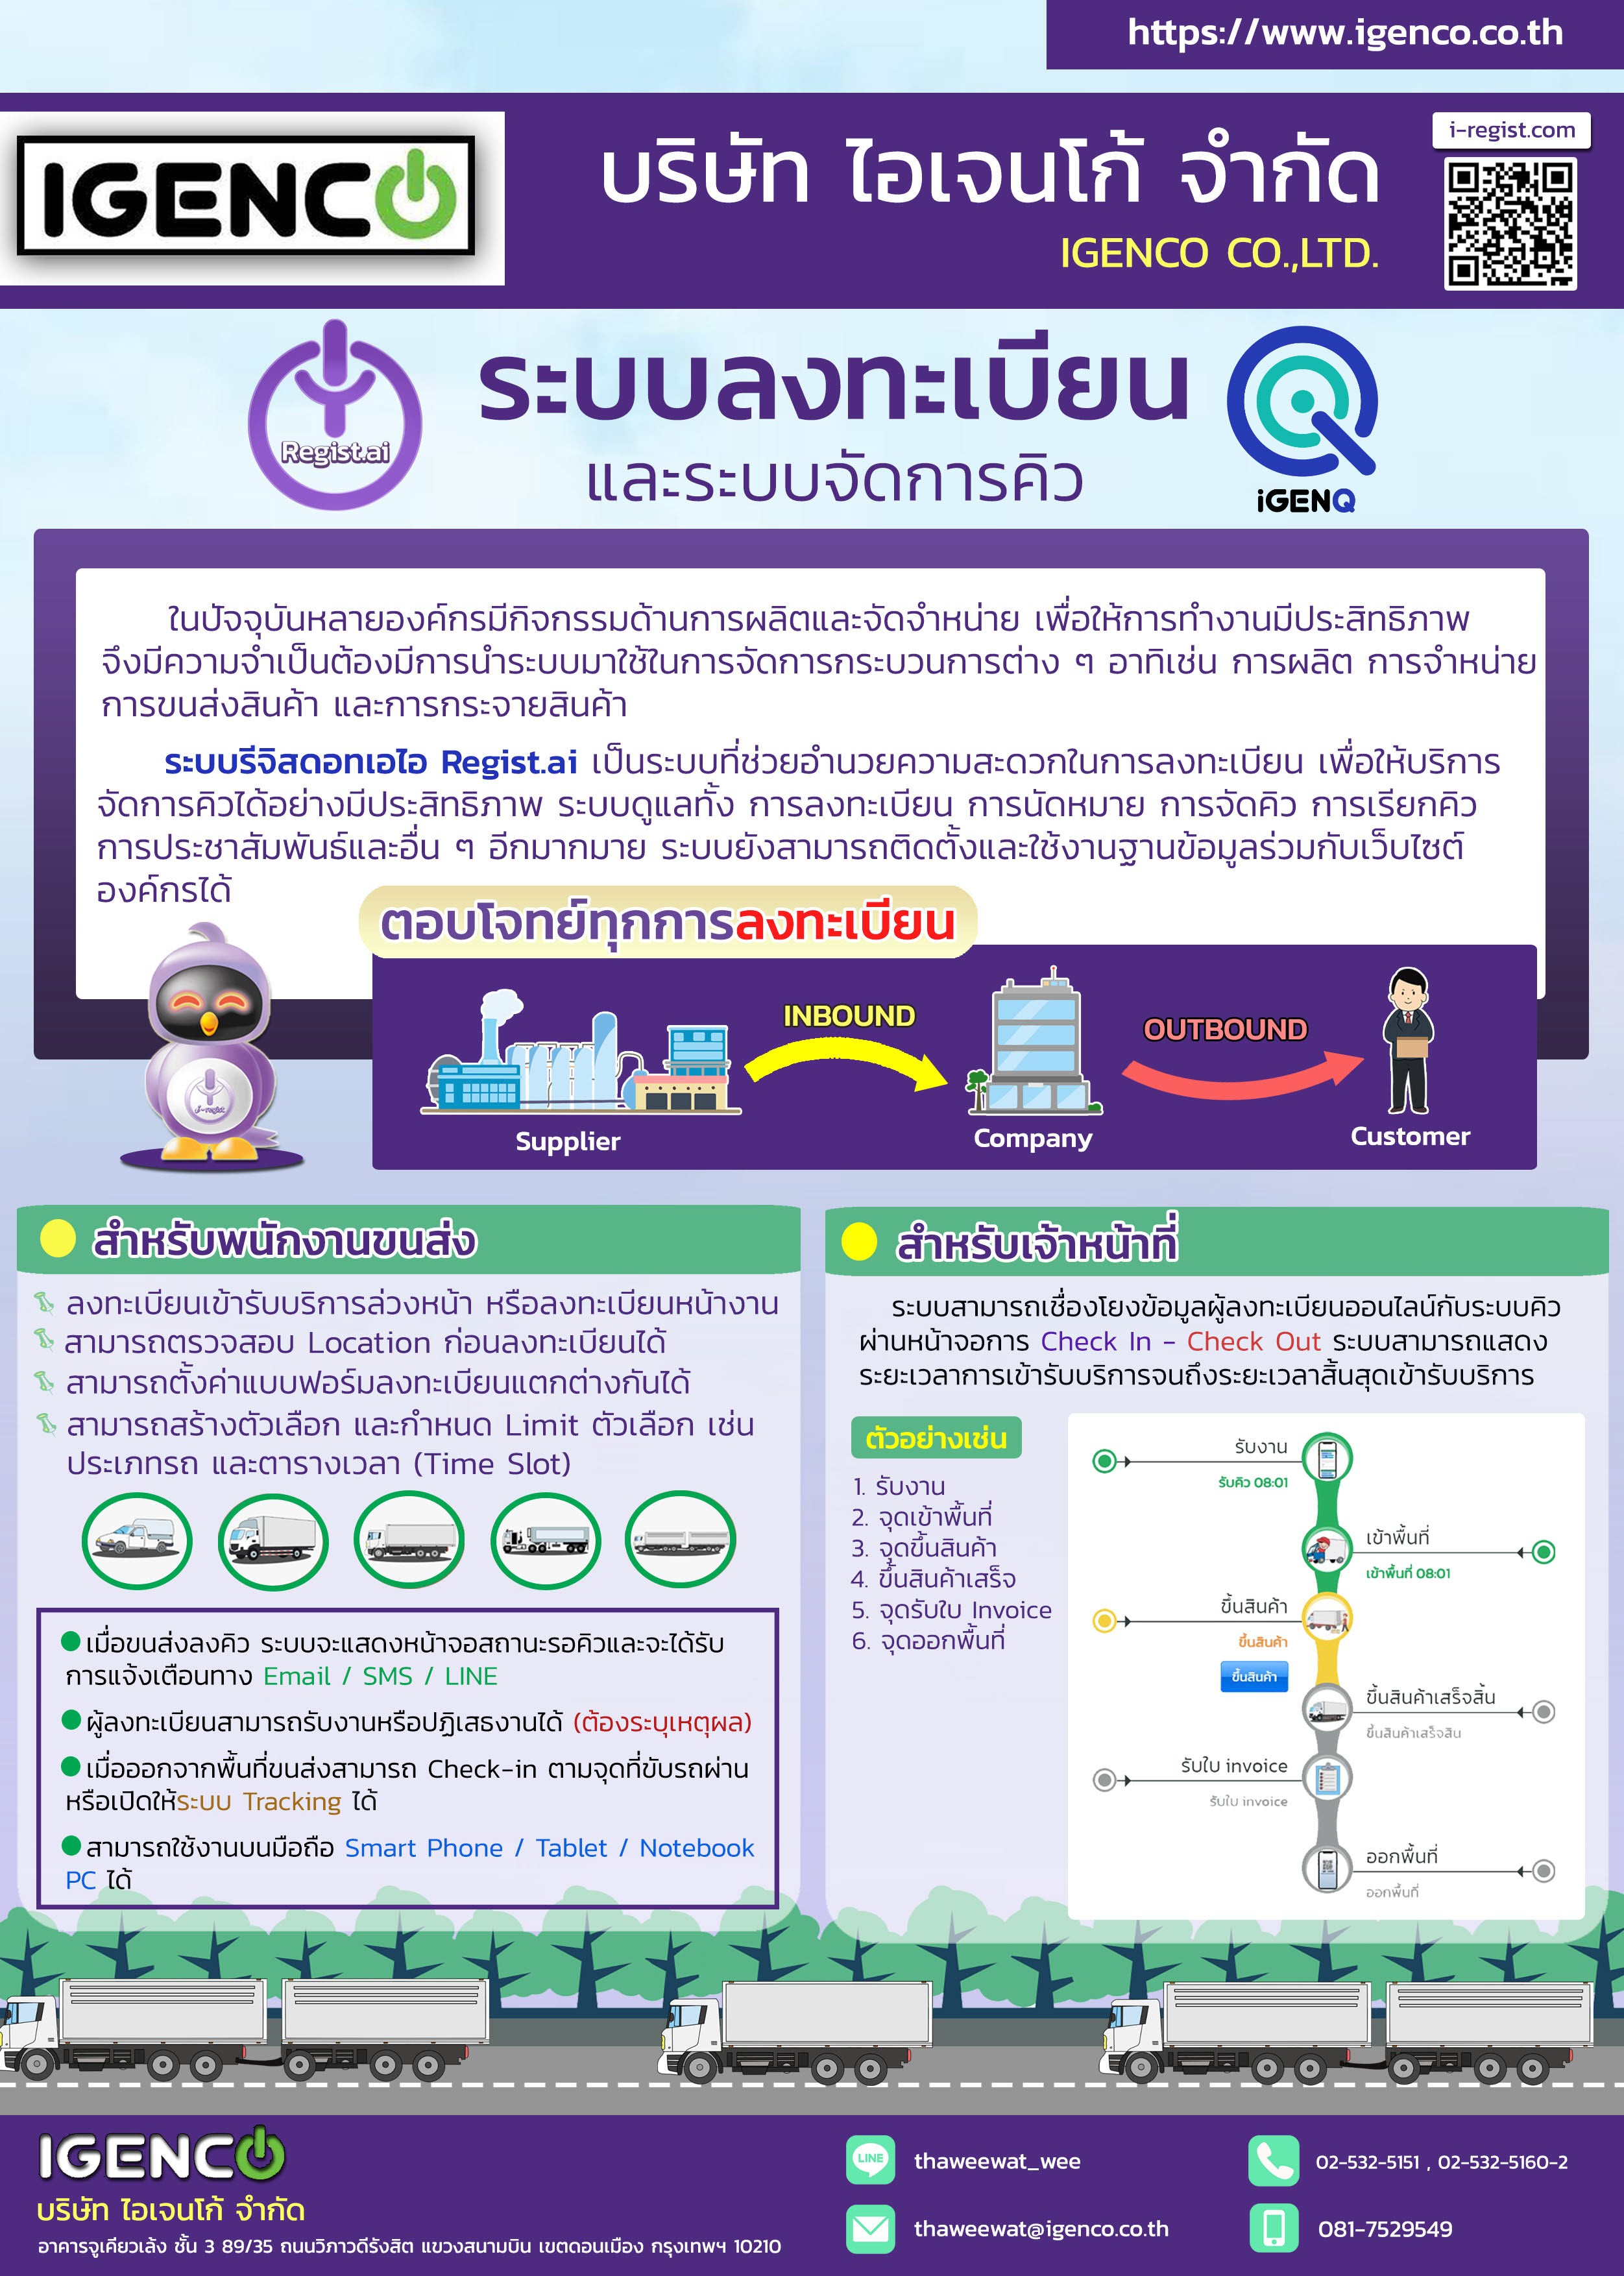 https://www.igenco.co.th
IGENCO
บริษัท ไอเจนโก้ จำกัด
IGENCO CO.,LTD.
i-regist.com
Regist.ai
ระบบลงทะเบียน
และระบบจัดการคิว
iGENQ
ในปัจจุบันหลายองค์กรมีกิจกรรมด้านการผลิตและจัดจำหน่าย เพื่อให้การทำงานมีประสิทธิภาพ
จึงมีความจำเป็นต้องมีการนำระบบมาใช้ในการจัดการกระบวนการต่าง ๆ อาทิเช่น การผลิต การจำหน่าย
การขนส่งสินค้า และการกระจายสินค้า
ระบบรีจิสดอทเอไอ Regist.ai เป็นระบบที่ช่วยอำนวยความสะดวกในการลงทะเบียน เพื่อให้บริการ
จัดการคิวได้อย่างมีประสิทธิภาพ ระบบดูแลทั้ง การลงทะเบียน การนัดหมาย การจัดคิว การเรียกคิว
การประชาสัมพันธ์และอื่น ๆ อีกมากมาย ระบบยังสามารถติดตั้งและใช้งานฐานข้อมูลร่วมกับเว็บไซต์
องค์กรได้
ตอบโจทย์ทุกการลงทะเบียน
INBOUND
OUTBOUND
Supplier
Company
Customer
i-regist
สำหรับพนักงานขนส่ง
ลงทะเบียนเข้ารับบริการล่วงหน้า หรือลงทะเบียนหน้างาน
สามารถตรวจสอบ Location ก่อนลงทะเบียนได้
สามารถตั้งค่าแบบฟอร์มลงทะเบียนแตกต่างกันได้
สามารถสร้างตัวเลือก และกำหนด Limit ตัวเลือก เช่น
ประเภทรถ และตารางเวลา (Time Slot)
เมื่อขนส่งลงคิว ระบบจะแสดงหน้าจอสถานะรอคิวและจะได้รับ
การแจ้งเตือนทาง Email / SMS / LINE
ผู้ลงทะเบียนสามารถรับงานหรือปฏิเสธงานได้ (ต้องระบุเหตุผล)
เมื่อออกจากพื้นที่ขนส่งสามารถ Check-in ตามจุดที่ขับรถผ่าน
หรือเปิดให้ระบบ Tracking ได้
สามารถใช้งานบนมือถือ Smart Phone / Tablet / Notebook
PC ได้
สำหรับเจ้าหน้าที่
ระบบสามารถเชื่องโยงข้อมูลผู้ลงทะเบียนออนไลน์กับระบบคิว
ผ่านหน้าจอการ Check In - Check Out ระบบสามารถแสดง
ระยะเวลาการเข้ารับบริการจนถึงระยะเวลาสิ้นสุดเข้ารับบริการ
ตัวอย่างเช่น
1. รับงาน
2. จุดเข้าพื้นที่
3. จุดขึ้นสินค้า
4. ขึ้นสินค้าเสร็จ
5. จุดรับใบ Invoice
6. จุดออกพื้นที่
รับงาน
รับคิว 08:01
เข้าพื้นที่
เข้าพื้นที่ 08:01
ขึ้นสินค้า
ขึ้นสินค้า
ขึ้นสินค้า
ขึ้นสินค้าเสร็จสิ้น
ขึ้นสินค้าเสร็จสิน
รับใบ invoice
รับใบ invoice
ออกพื้นที่
ออกพื้นที่
IGENCO
บริษัท ไอเจนโก้ จำกัด
อาคารจูเคียวเล้ง ชั้น 3 89/35 ถนนวิภาวดีรังสิต แขวงสนามบิน เขตดอนเมือง กรุงเทพฯ 10210
LINE
thaweewat_wee
thaweewat@igenco.co.th
02-532-5151 , 02-532-5160-2
081-7529549